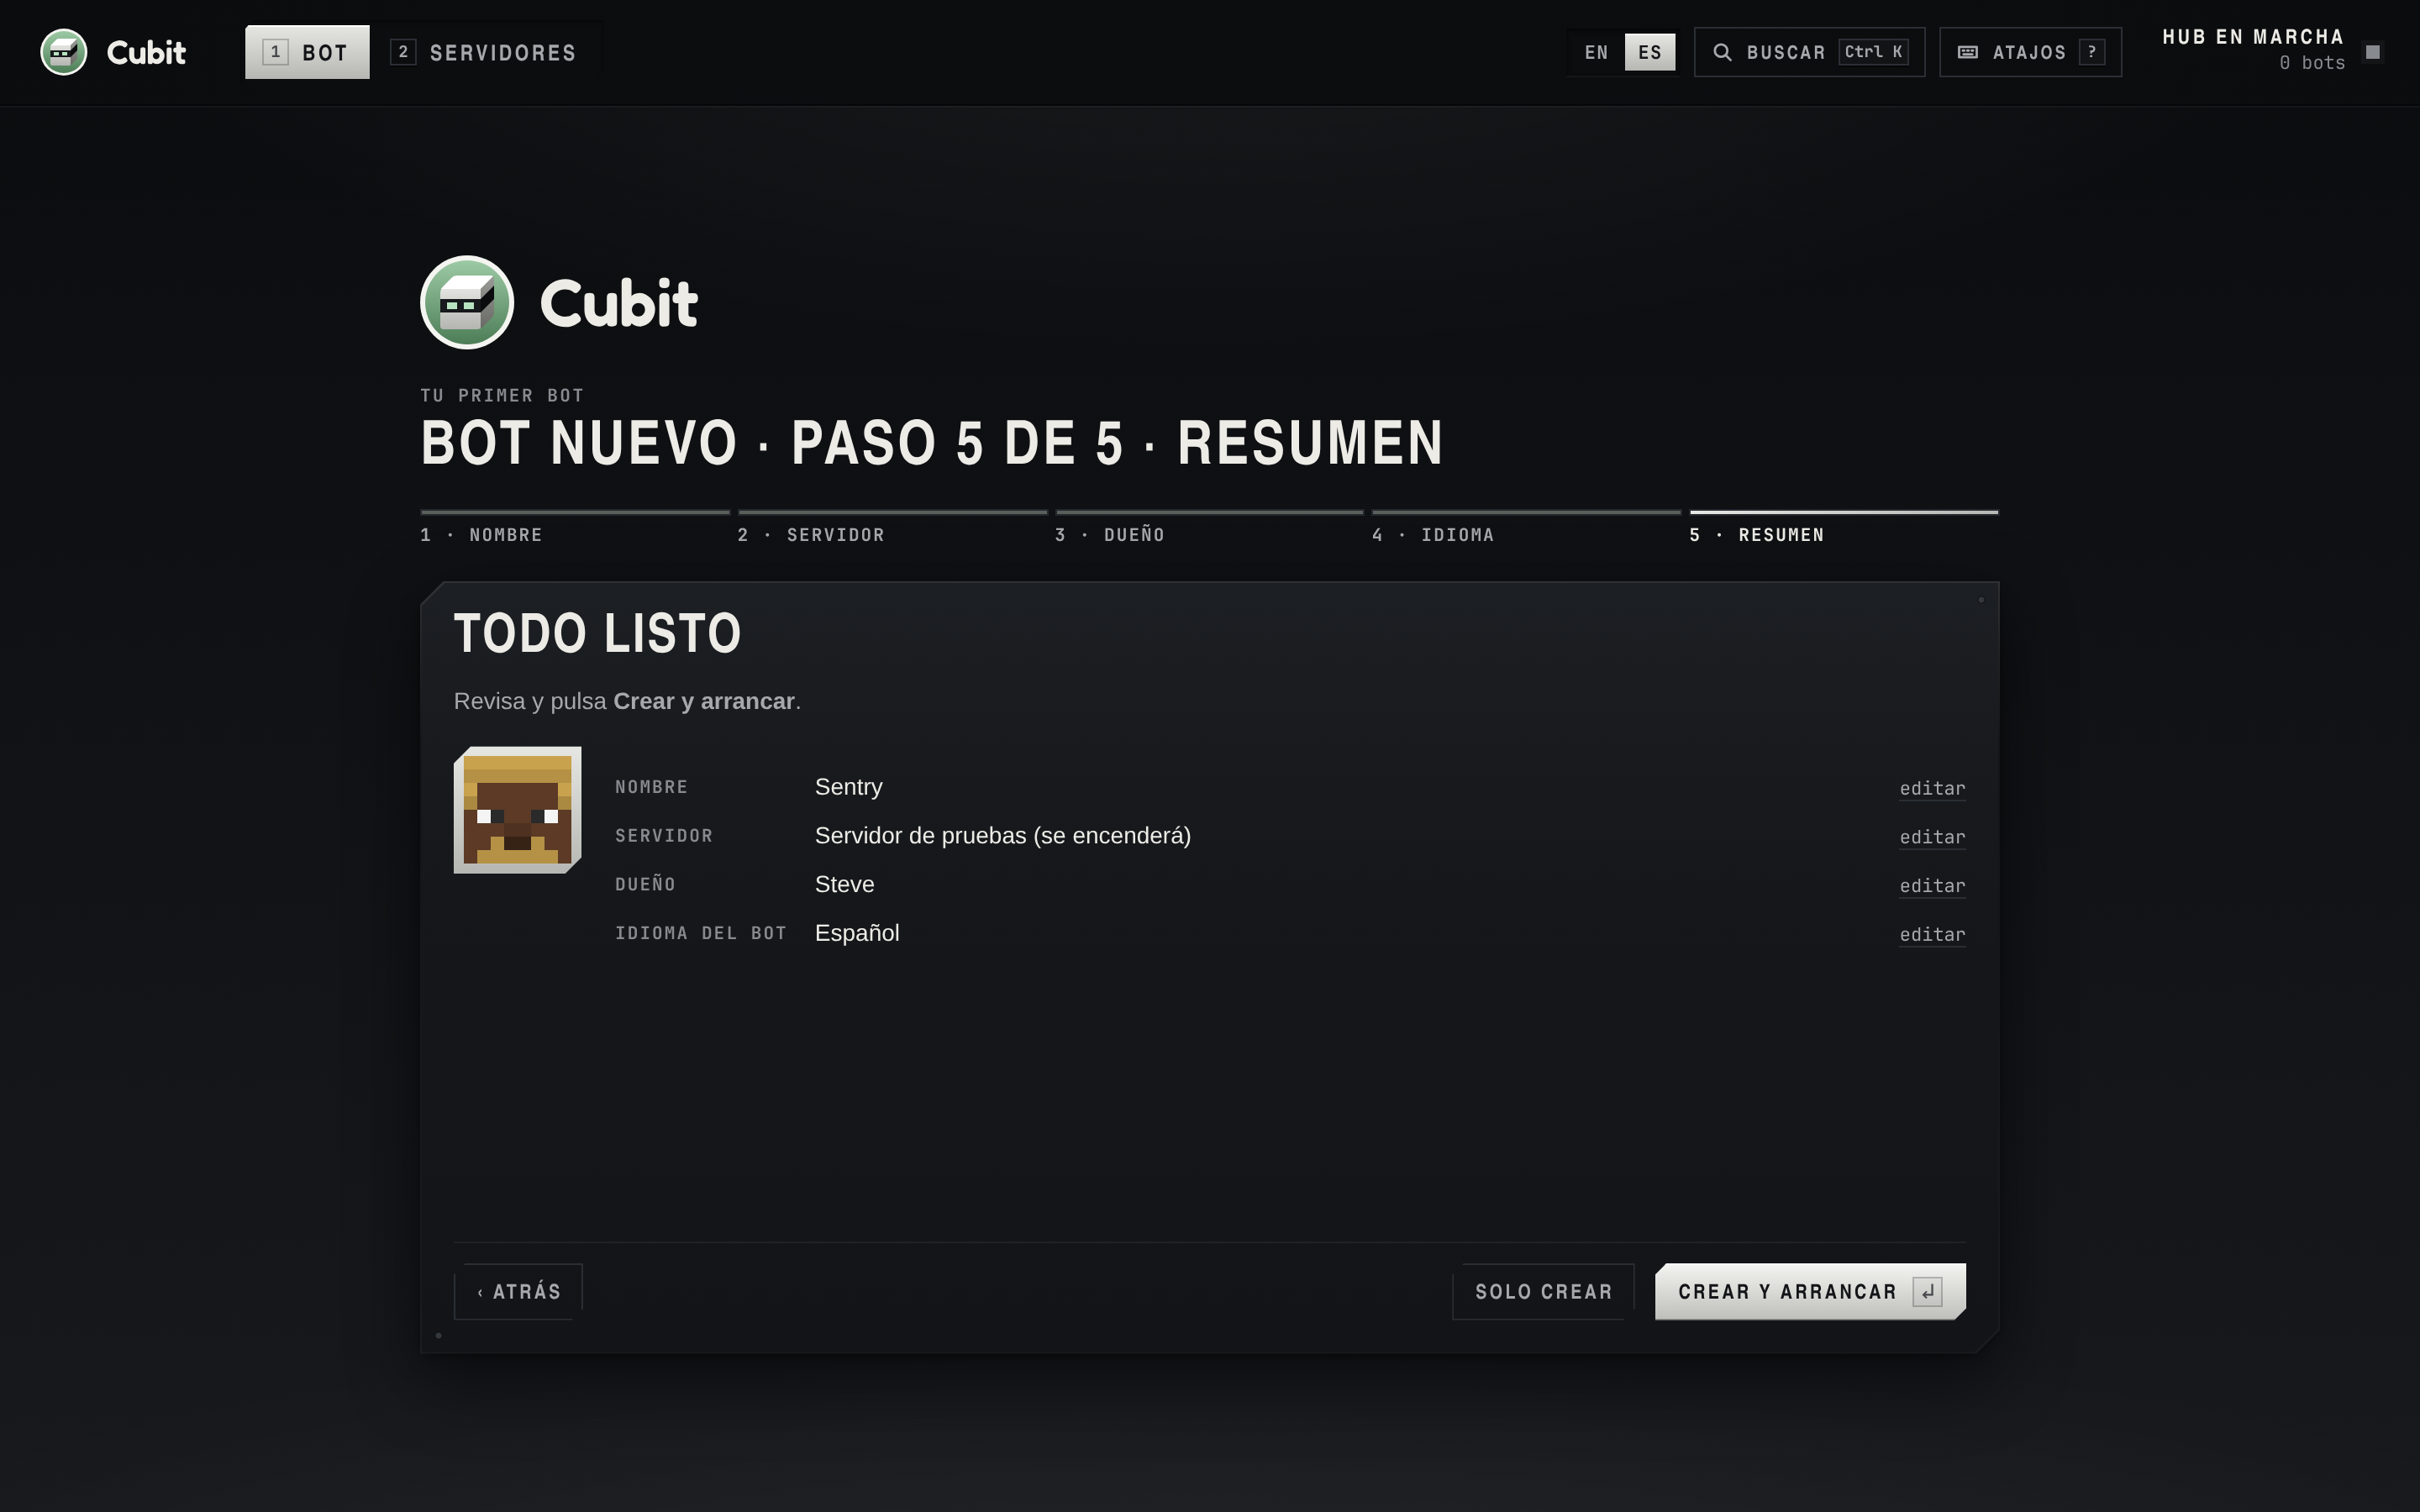 Cubit
1 BOT
2 SERVIDORES
EN ES
BUSCAR Ctrl K
ATAJOS ?
HUB EN MARCHA
0 bots
Cubit
TU PRIMER BOT
BOT NUEVO · PASO 5 DE 5 · RESUMEN
1 · NOMBRE
2 · SERVIDOR
3 · DUEÑO
4 · IDIOMA
5 · RESUMEN
TODO LISTO
Revisa y pulsa Crear y arrancar.
NOMBRE Sentry editar
SERVIDOR Servidor de pruebas (se encenderá) editar
DUEÑO Steve editar
IDIOMA DEL BOT Español editar
‹ ATRÁS
SOLO CREAR
CREAR Y ARRANCAR ↵